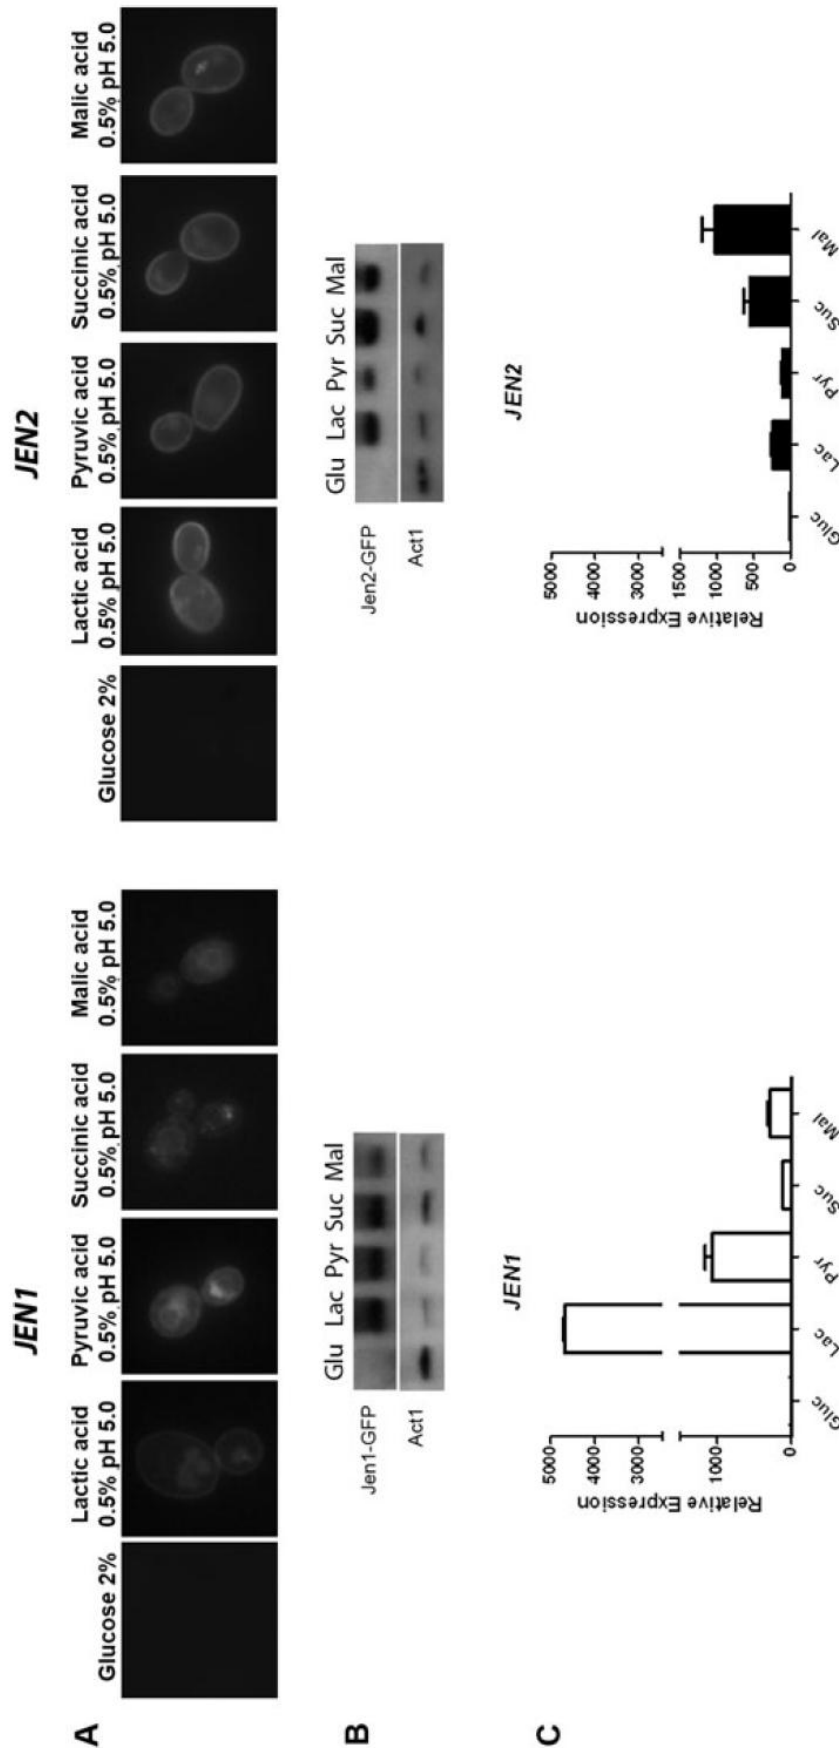 JEN1
JEN2
A
Glucose 2%
Lactic acid
0.5% pH 5.0
Pyruvic acid
0.5% pH 5.0
Succinic acid
0.5% pH 5.0
Malic acid
0.5% pH 5.0
Glucose 2%
Lactic acid
0.5% pH 5.0
Pyruvic acid
0.5% pH 5.0
Succinic acid
0.5% pH 5.0
Malic acid
0.5% pH 5.0
B
Glu Lac Pyr Suc Mal
Jen1-GFP
Act1
Glu Lac Pyr Suc Mal
Jen2-GFP
Act1
C
JEN1
Relative Expression
5000
4000
3000
1000
0
Gluc Lac Pyr Suc Mal
JEN2
Relative Expression
5000
4000
3000
1500
1000
500
0
Gluc Lac Pyr Suc Mal